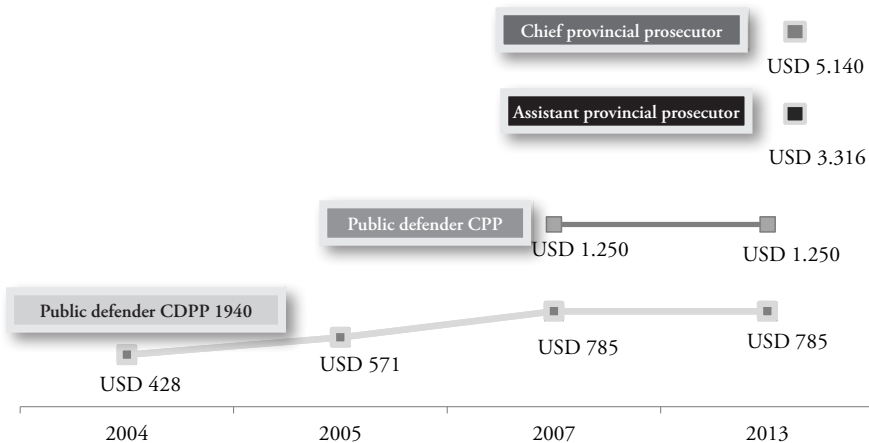 Chief provincial prosecutor
USD 5.140
Assistant provincial prosecutor
USD 3.316
Public defender CPP
USD 1.250
USD 1.250
Public defender CDPP 1940
USD 428
USD 571
USD 785
USD 785
2004
2005
2007
2013